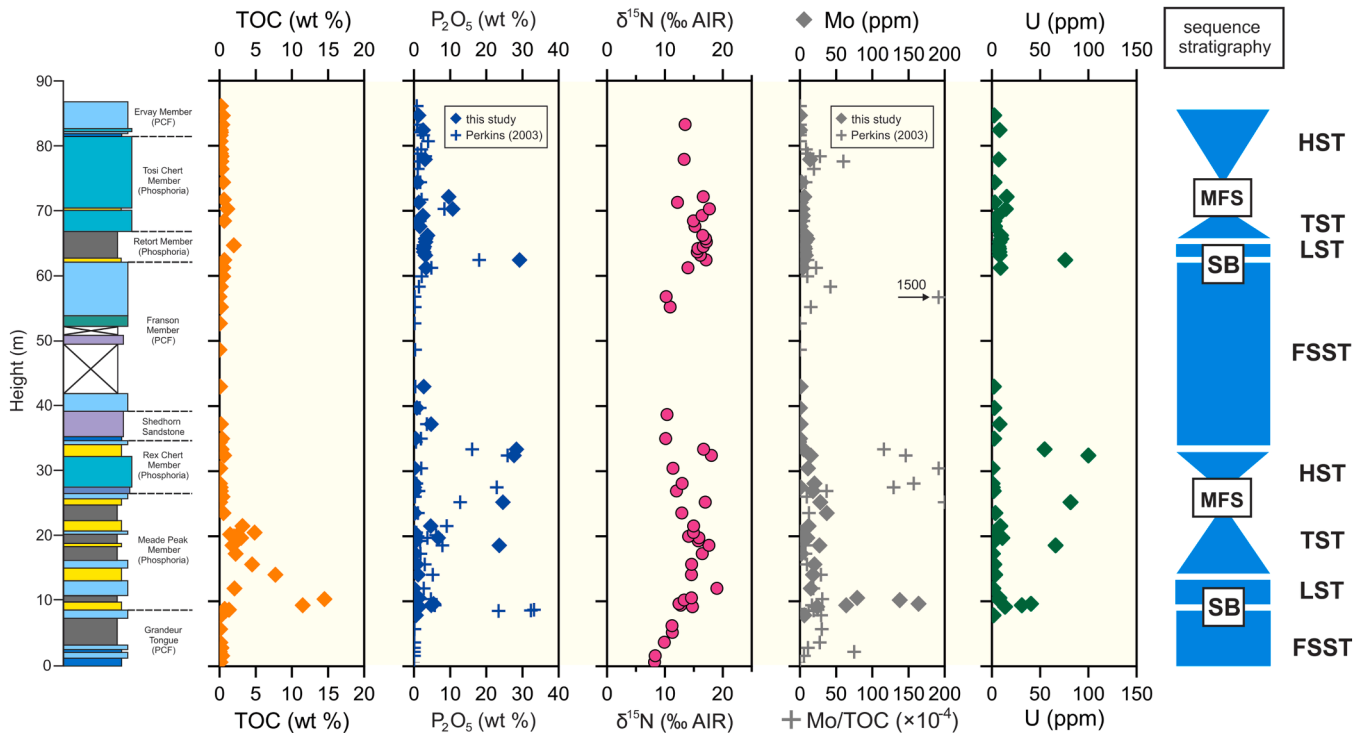 TOC (wt %)
P₂O₅ (wt %)
δ¹⁵N (‰ AIR)
Mo (ppm)
U (ppm)
sequence
stratigraphy
0 5 10 15 20
0 10 20 30 40
0 10 20
0 50 100 150 200
0 50 100 150
90
80
70
60
50
40
30
20
10
0
Height (m)
Ervay Member
(PCF)
Tosi Chert
Member
(Phosphoria)
Retort Member
(Phosphoria)
Franson
Member
(PCF)
Shedhorn
Sandstone
Rex Chert
Member
(Phosphoria)
Meade Peak
Member
(Phosphoria)
Grandeur
Tongue
(PCF)
this study
Perkins (2003)
this study
Perkins (2003)
1500
HST
MFS
TST
LST
SB
FSST
HST
MFS
TST
LST
SB
FSST
0 5 10 15 20
0 10 20 30 40
0 5 10 15 20 25
0 50 100 150 200
0 50 100 150
TOC (wt %)
P₂O₅ (wt %)
δ¹⁵N (‰ AIR)
Mo/TOC (×10⁻⁴)
U (ppm)